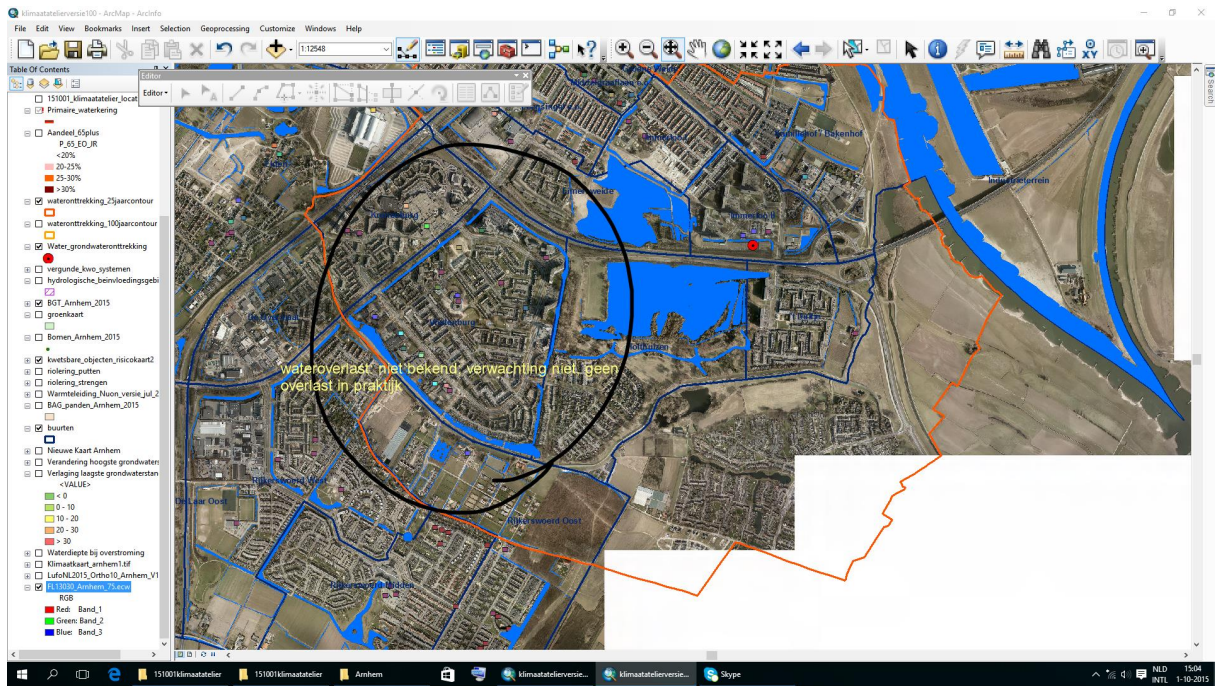 klimaatatelierversie100 - ArcMap - ArcInfo
File Edit View Bookmarks Insert Selection Geoprocessing Customize Windows Help
1:12548
Table Of Contents
Editor
Editor
151001_klimaatatelier_locat
Primaire_waterkering
Aandeel_65plus
P_65_EO_JR
<20%
20-25%
25-30%
>30%
wateronttrekking_25jaarcontour
wateronttrekking_100jaarcontour
Water_grondwateronttrekking
vergunde_kwo_systemen
hydrologische_beinvloedingsgebi
BGT_Arnhem_2015
groenkaart
Bomen_Arnhem_2015
kwetsbare_objecten_risicokaart2
riolering_putten
riolering_strengen
Warmteleiding_Nuon_versie_jul_2
BAG_panden_Arnhem_2015
buurten
Nieuwe Kaart Arnhem
Verandering hoogste grondwaters
Verlaging laagste grondwaterstan
<VALUE>
< 0
0 - 10
10 - 20
20 - 30
> 30
Waterdiepte bij overstroming
Klimaatkaart_arnhem1.tif
LufoNL2015_Ortho10_Arnhem_V1
FL13030_Arnhem_75.ecw
RGB
Red: Band_1
Green: Band_2
Blue: Band_3
Search
Industrieterrein
wateroverlast: niet bekend; verwachting niet, geen
overlast in praktijk
Rijkerswoerd West
De Laar Oost
Rijkerswoerd Oost
Rijkerswoerd Midden
151001klimaatatelier
151001klimaatatelier
Arnhem
klimaatatelierversie...
klimaatatelierversie...
Skype
NLD
INTL
15:04
1-10-2015